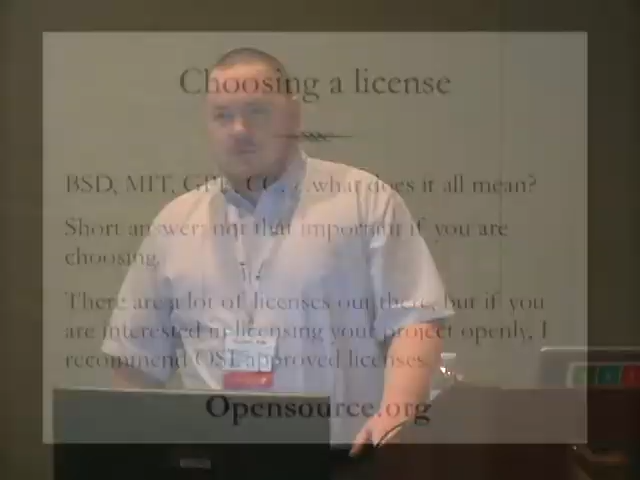 Choosing a license
BSD, MIT, GPL, CC, ...what does it all mean?
Short answer: not that important if you are
choosing.
There are a lot of licenses out there, but if you
are interested in licensing your project openly, I
recommend OSI approved licenses.
Opensource.org